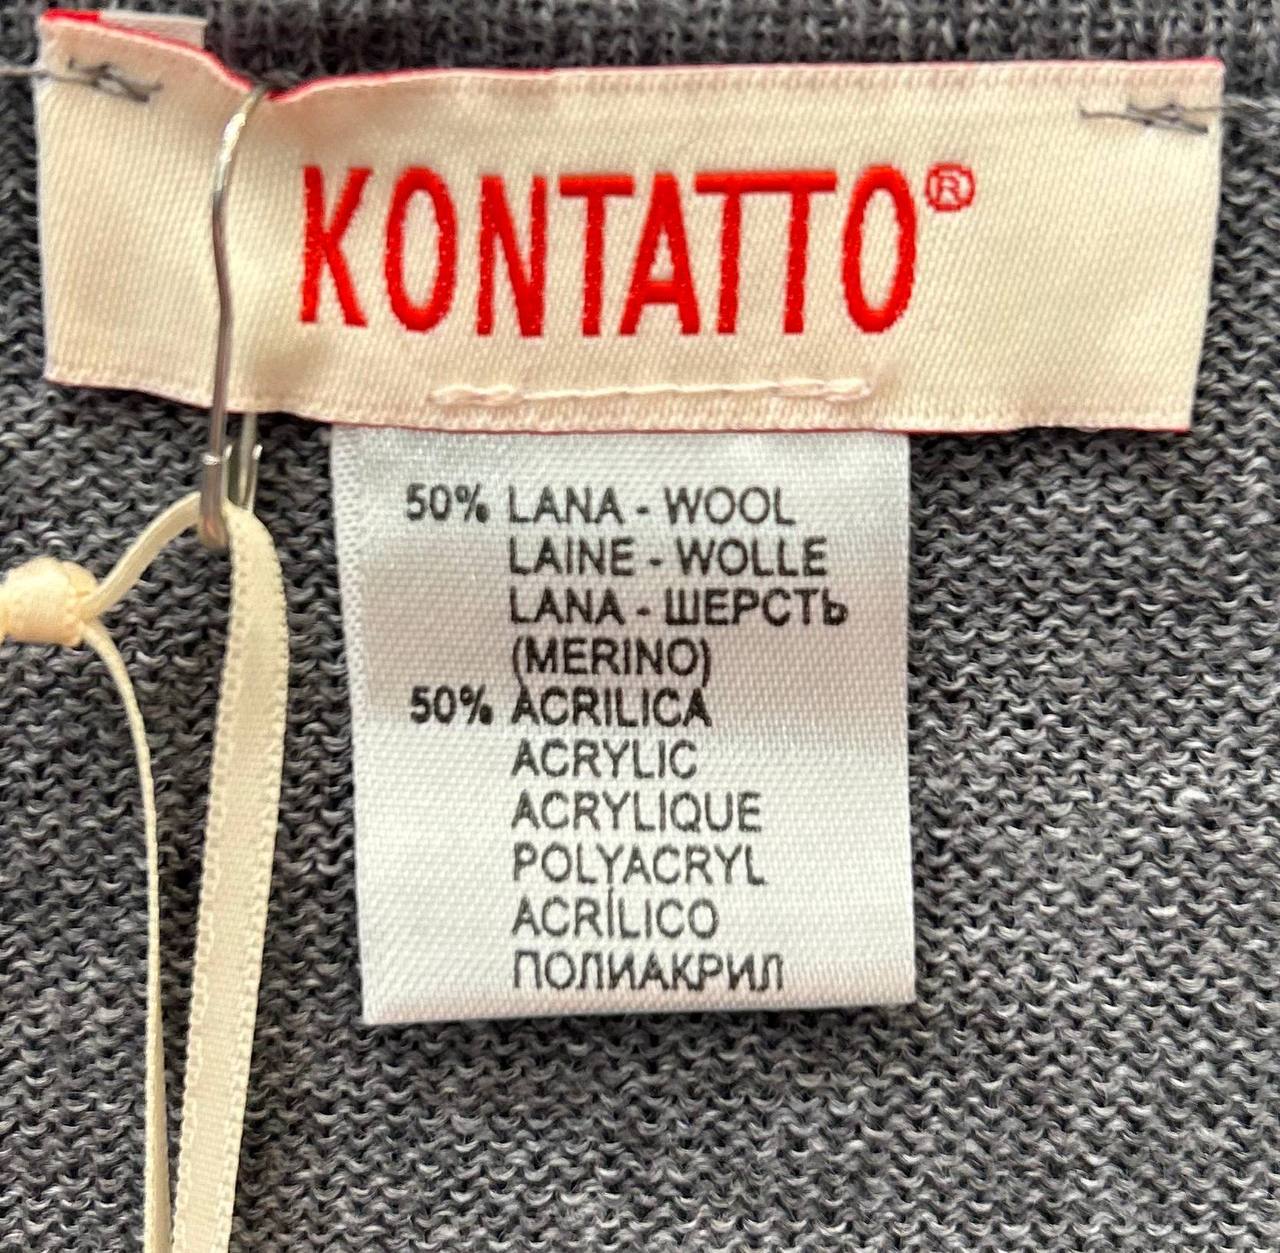 KONTATTO®
50% LANA - WOOL
LAINE - WOLLE
LANA - ШЕРСТЬ
(MERINO)
50% ACRILICA
ACRYLIC
ACRYLIQUE
POLYACRYL
ACRÍLICO
ПОЛИАКРИЛ